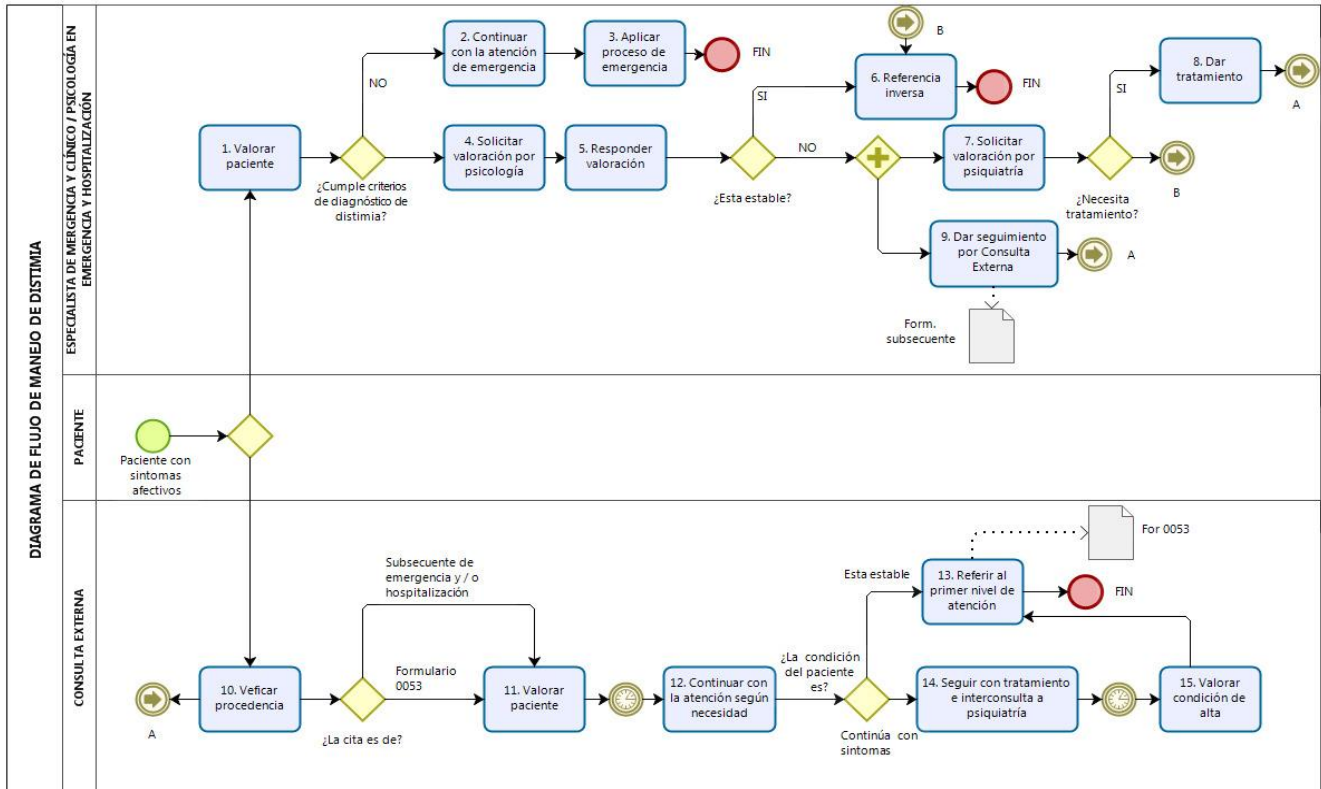 DIAGRAMA DE FLUJO DE MANEJO DE DISTIMIA
ESPECIALISTA DE MERGENCIA Y CLÍNICO / PSICOLOGÍA EN
EMERGENCIA Y HOSPITALIZACIÓN
2. Continuar
con la atención
de emergencia
3. Aplicar
proceso de
emergencia
FIN
NO
1. Valorar
paciente
¿Cumple criterios
de diagnóstico de
distimia?
4. Solicitar
valoración por
psicología
5. Responder
valoración
¿Esta estable?
SI
NO
B
6. Referencia
inversa
FIN
7. Solicitar
valoración por
psiquiatría
¿Necesita
tratamiento?
SI
8. Dar
tratamiento
A
B
9. Dar seguimiento
por Consulta
Externa
A
Form.
subsecuente
PACIENTE
Paciente con
sintomas
afectivos
CONSULTA EXTERNA
A
10. Veficar
procedencia
¿La cita es de?
Subsecuente de
emergencia y / o
hospitalización
Formulario
0053
11. Valorar
paciente
12. Continuar con
la atención según
necesidad
¿La condición
del paciente
es?
Esta estable
13. Referir al
primer nivel de
atención
For 0053
FIN
Continúa con
sintomas
14. Seguir con tratamiento
e interconsulta a
psiquiatría
15. Valorar
condición de
alta